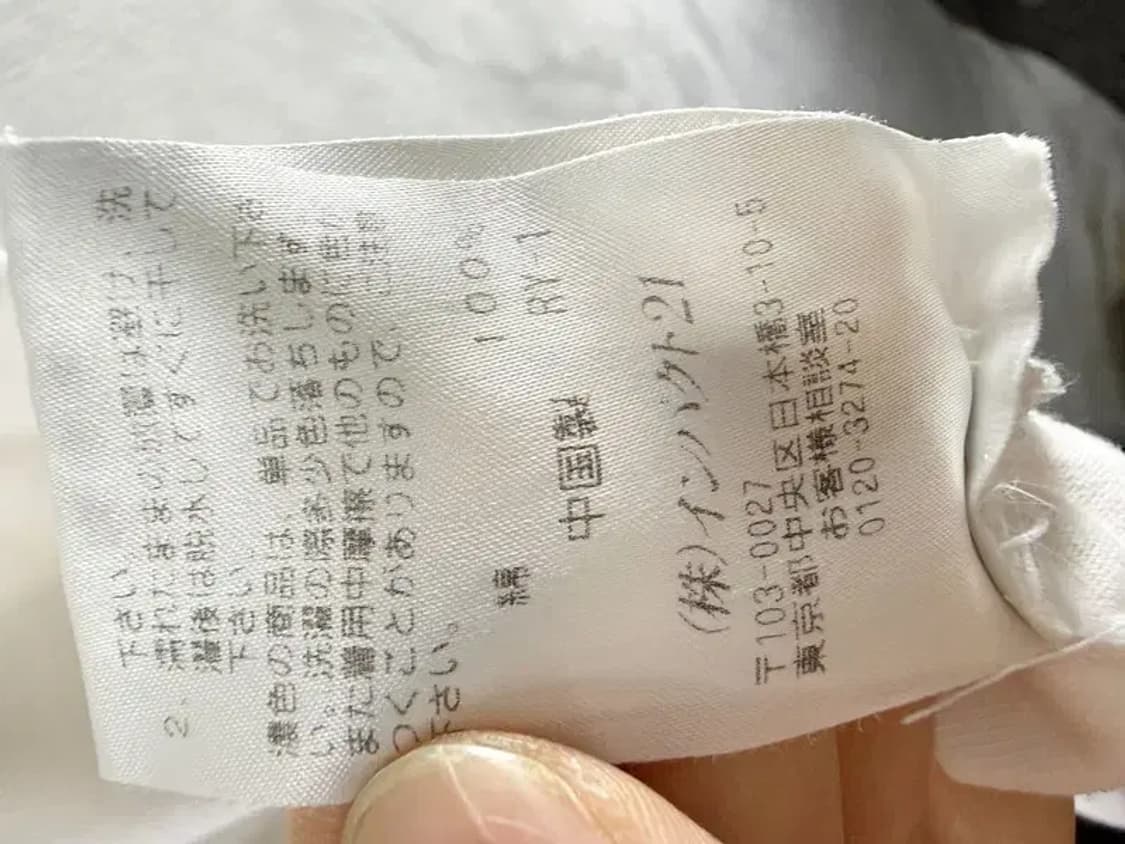 下さい。
2. 濡れたままの放置は避け、洗
濯後は脱水してすぐに干して
下さい。
濃色の商品は 単品でお洗い下さ
い。洗濯の際多少色落ちします。
また着用中摩擦で他のものに色が
つくことがありますので、ご注意
下さい。
綿 100%
RY-1
中国製
(株)インパクト21
〒103-0027
東京都中央区日本橋3-10-5
お客様相談室
0120-3274-20